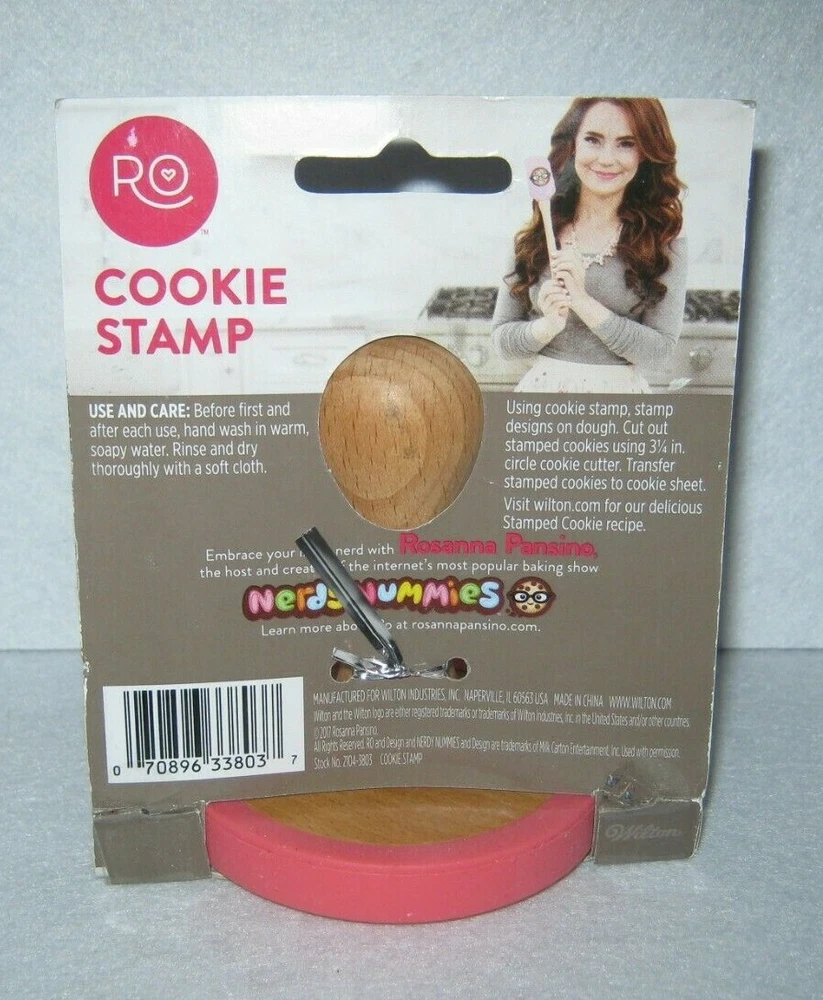 RO
TM
COOKIE
STAMP
USE AND CARE: Before first and
after each use, hand wash in warm,
soapy water. Rinse and dry
thoroughly with a soft cloth.
Using cookie stamp, stamp
designs on dough. Cut out
stamped cookies using 3¼ in.
circle cookie cutter. Transfer
stamped cookies to cookie sheet.
Visit wilton.com for our delicious
Stamped Cookie recipe.
Embrace your nerd with Rosanna Pansino,
the host and the internet's most popular baking show
Nerdy Nummies
Learn more at rosannapansino.com.
MANUFACTURED FOR WILTON INDUSTRIES, INC. NAPERVILLE, IL 60563 USA MADE IN CHINA WWW.WILTON.COM
Wilton and the Wilton logo are either registered trademarks or trademarks of Wilton Industries, Inc. in the United States and/or other countries.
© 2017 Rosanna Pansino.
All Rights Reserved. RO and Design and NERDY NUMMIES and Design are trademarks of Milk Carton Entertainment, Inc. Used with permission.
Stock No. 2104-3803 COOKIE STAMP
0 70896 33803 7
Wilton